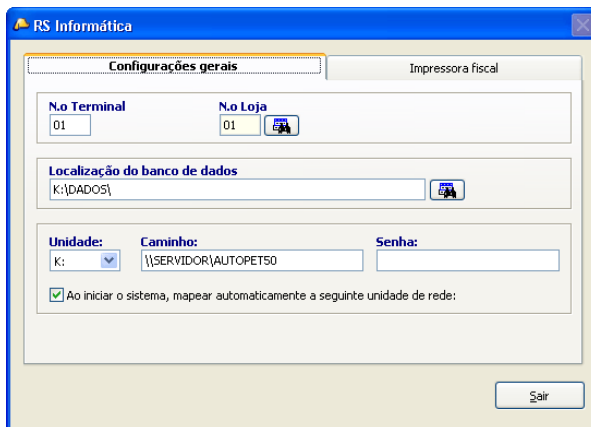 RS Informática
Configurações gerais Impressora fiscal
N.o Terminal N.o Loja
01 01
Localização do banco de dados
K:\DADOS\
Unidade: Caminho: Senha:
K: \\SERVIDOR\AUTOPET50
Ao iniciar o sistema, mapear automaticamente a seguinte unidade de rede:
Sair